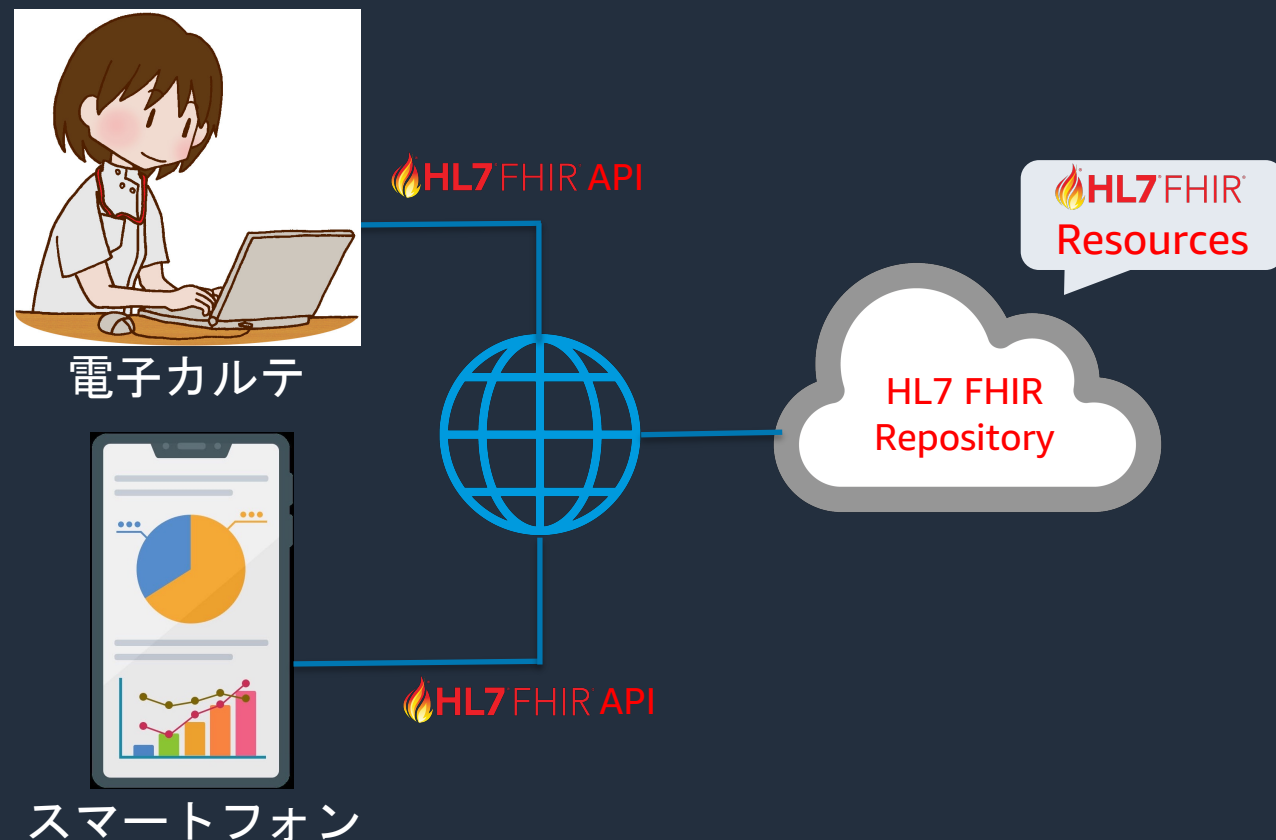 HL7 FHIR API
HL7 FHIR
Resources
電子カルテ
HL7 FHIR
Repository
HL7 FHIR API
スマートフォン